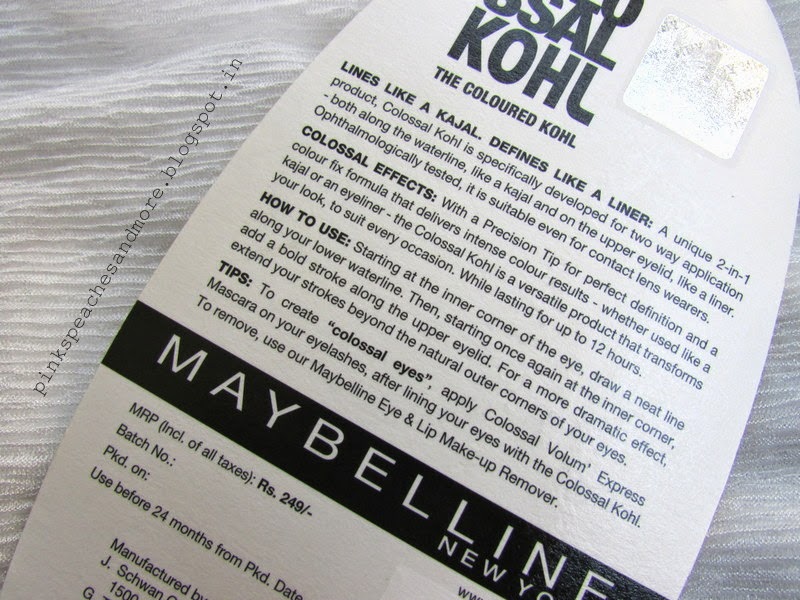 SSAL
KOHL
THE COLOURED KOHL
LINES LIKE A KAJAL. DEFINES LIKE A LINER: A unique 2-in-1
product, Colossal Kohl is specifically developed for two way application
- both along the waterline, like a kajal and on the upper eyelid, like a liner.
Ophthalmologically tested, it is suitable even for contact lens wearers.
COLOSSAL EFFECTS: With a Precision Tip for perfect definition and a
colour fix formula that delivers intense colour results - whether used like a
kajal or an eyeliner - the Colossal Kohl is a versatile product that transforms
your look, to suit every occasion. While lasting for up to 12 hours.
HOW TO USE: Starting at the inner corner of the eye, draw a neat line
along your lower waterline. Then, starting once again at the inner corner,
add a bold stroke along the upper eyelid. For a more dramatic effect,
extend your strokes beyond the natural outer corners of your eyes.
TIPS: To create "colossal eyes", apply Colossal Volum' Express
Mascara on your eyelashes, after lining your eyes with the Colossal Kohl.
To remove, use our Maybelline Eye & Lip Make-up Remover.
MAYBELLINE
NEW YO
MRP (Incl. of all taxes): Rs. 249/-
Batch No.:
Pkd. on:
Use before 24 months from Pkd. Date
Manufactured by
J. Schwan
1500
www.
pinkspeachesandmore.blogspot.in